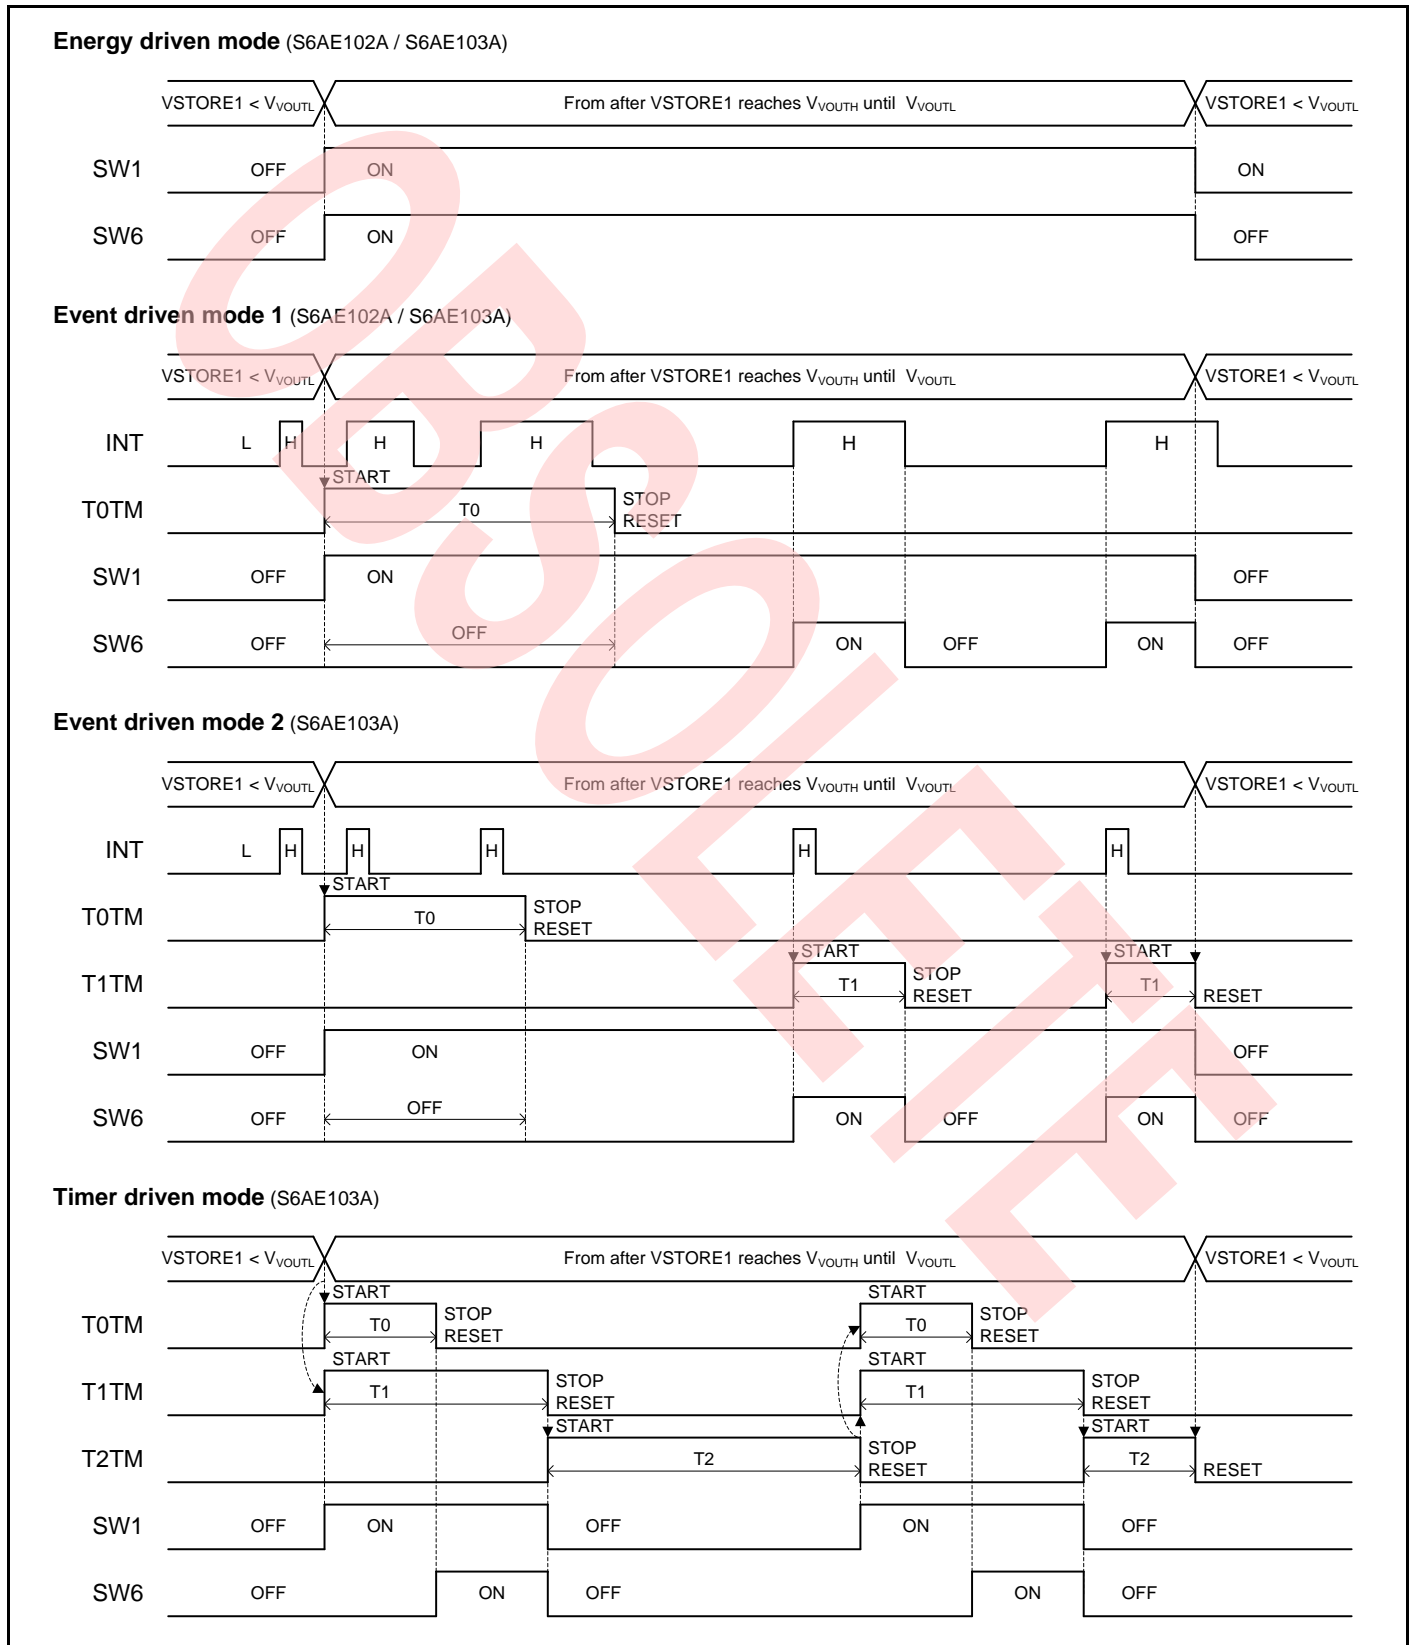 Energy driven mode (S6AE102A / S6AE103A)
VSTORE1 < VVOUTL From after VSTORE1 reaches VVOUTH until VVOUTL VSTORE1 < VVOUTL
SW1 OFF ON ON
SW6 OFF ON OFF
Event driven mode 1 (S6AE102A / S6AE103A)
VSTORE1 < VVOUTL From after VSTORE1 reaches VVOUTH until VVOUTL VSTORE1 < VVOUTL
INT L H H H H H
START
T0TM T0 STOP
RESET
SW1 OFF ON OFF
SW6 OFF OFF ON OFF ON OFF
Event driven mode 2 (S6AE103A)
VSTORE1 < VVOUTL From after VSTORE1 reaches VVOUTH until VVOUTL VSTORE1 < VVOUTL
INT L H H H H H
START
T0TM T0 STOP
RESET
START START
T1TM T1 STOP T1
RESET RESET
SW1 OFF ON OFF
SW6 OFF OFF ON OFF ON OFF
Timer driven mode (S6AE103A)
VSTORE1 < VVOUTL From after VSTORE1 reaches VVOUTH until VVOUTL VSTORE1 < VVOUTL
START START
T0TM T0 STOP T0 STOP
RESET RESET
START START
T1TM T1 STOP T1 STOP
RESET RESET
START START
T2TM T2 STOP T2
RESET RESET
SW1 OFF ON OFF ON OFF
SW6 OFF ON OFF ON OFF
OBSOLETE